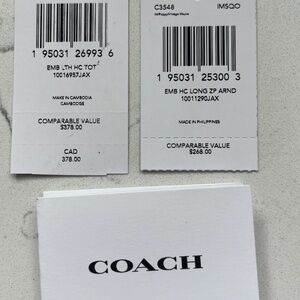 1 95031 26993 6
EMB LTH HC TOT
10016957JAX
MADE IN CAMBODIA
CAMBODGE
COMPARABLE VALUE
$378.00
CAD
378.00
C3548
IMSQO
1 95031 25300 3
EMB HC LONG ZP ARND
10011290JAX
MADE IN PHILIPPINES
COMPARABLE VALUE
$268.00
COACH